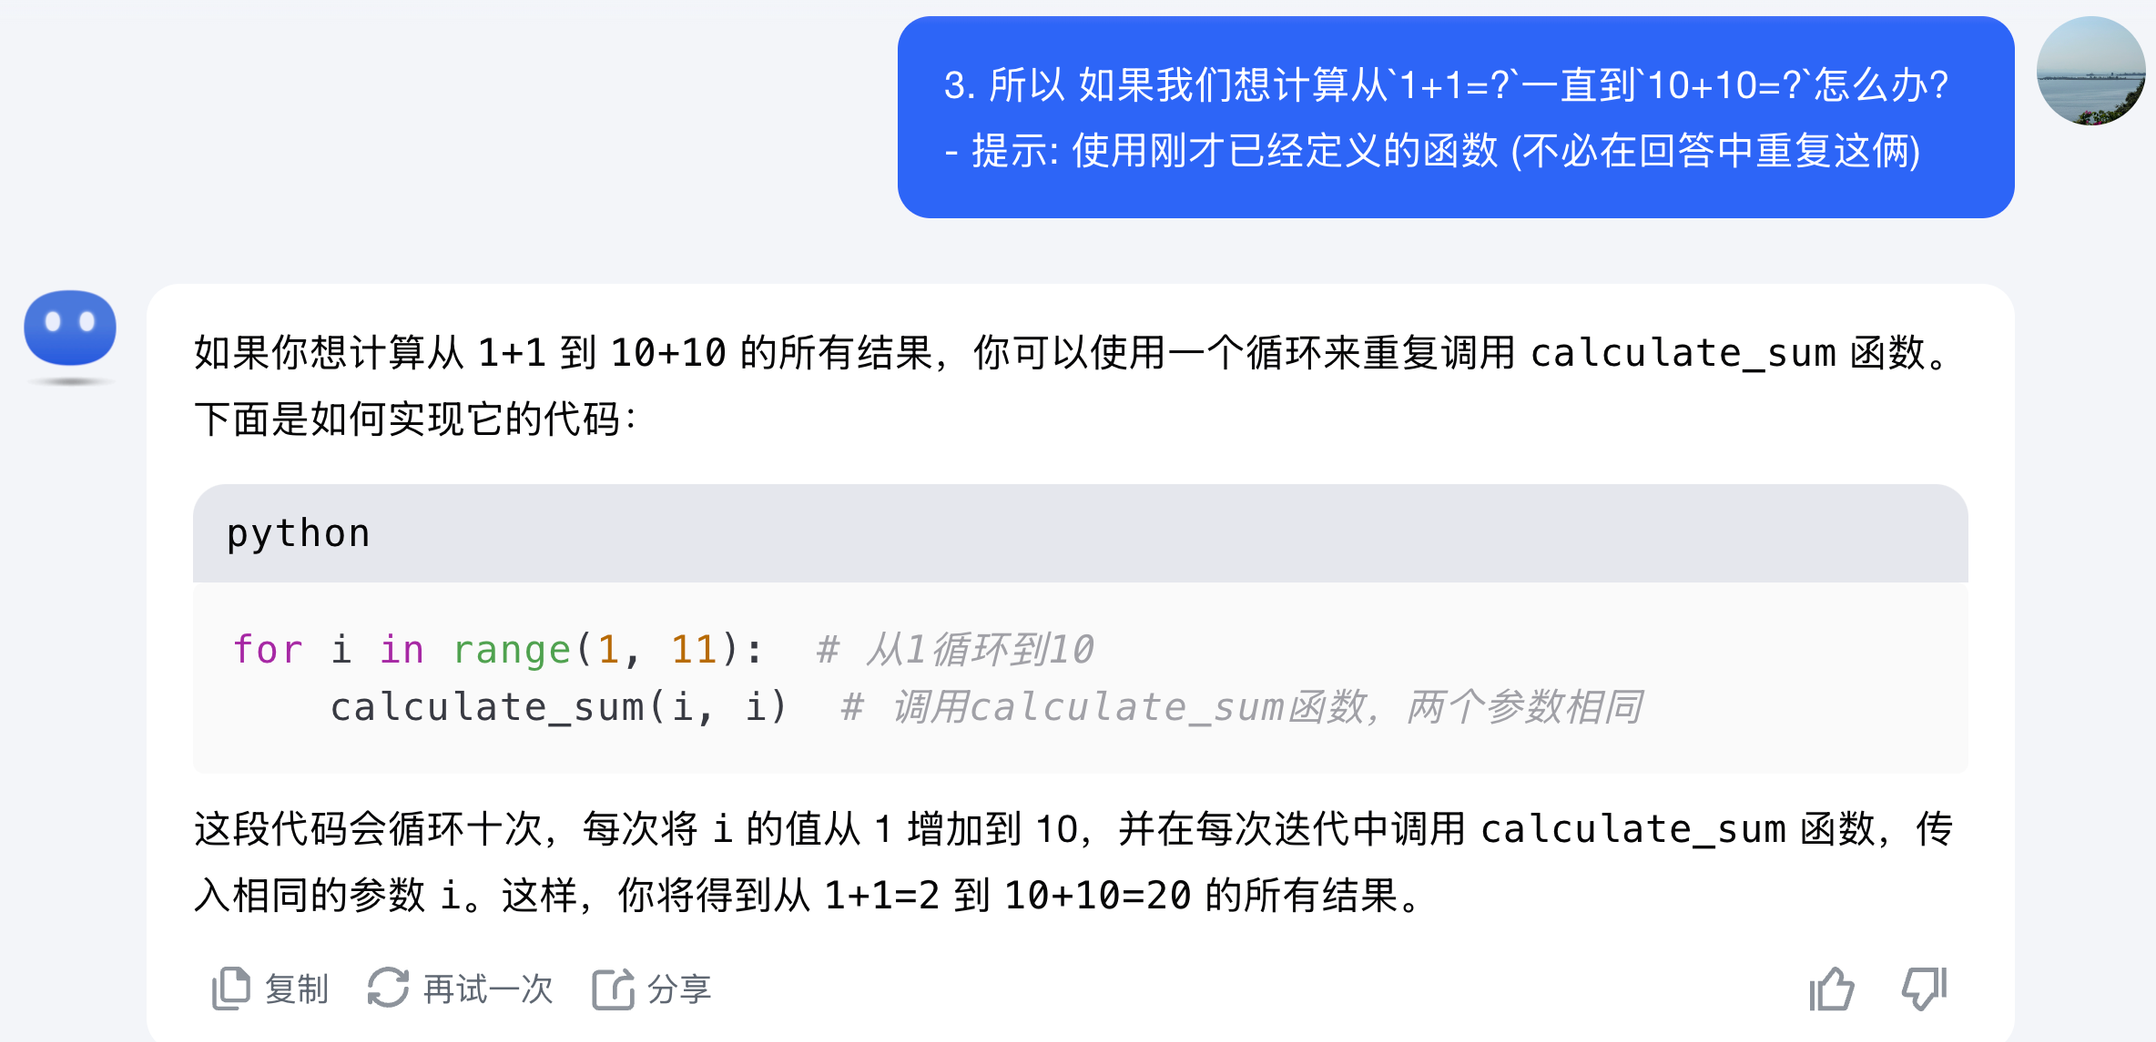 3. 所以 如果我们想计算从`1+1=?`一直到`10+10=?`怎么办?
- 提示: 使用刚才已经定义的函数 (不必在回答中重复这俩)
如果你想计算从 1+1 到 10+10 的所有结果，你可以使用一个循环来重复调用 calculate_sum 函数。
下面是如何实现它的代码：
python
for i in range(1, 11):  # 从1循环到10
    calculate_sum(i, i)  # 调用calculate_sum函数，两个参数相同
这段代码会循环十次，每次将 i 的值从 1 增加到 10，并在每次迭代中调用 calculate_sum 函数，传
入相同的参数 i。这样，你将得到从 1+1=2 到 10+10=20 的所有结果。
复制 再试一次 分享